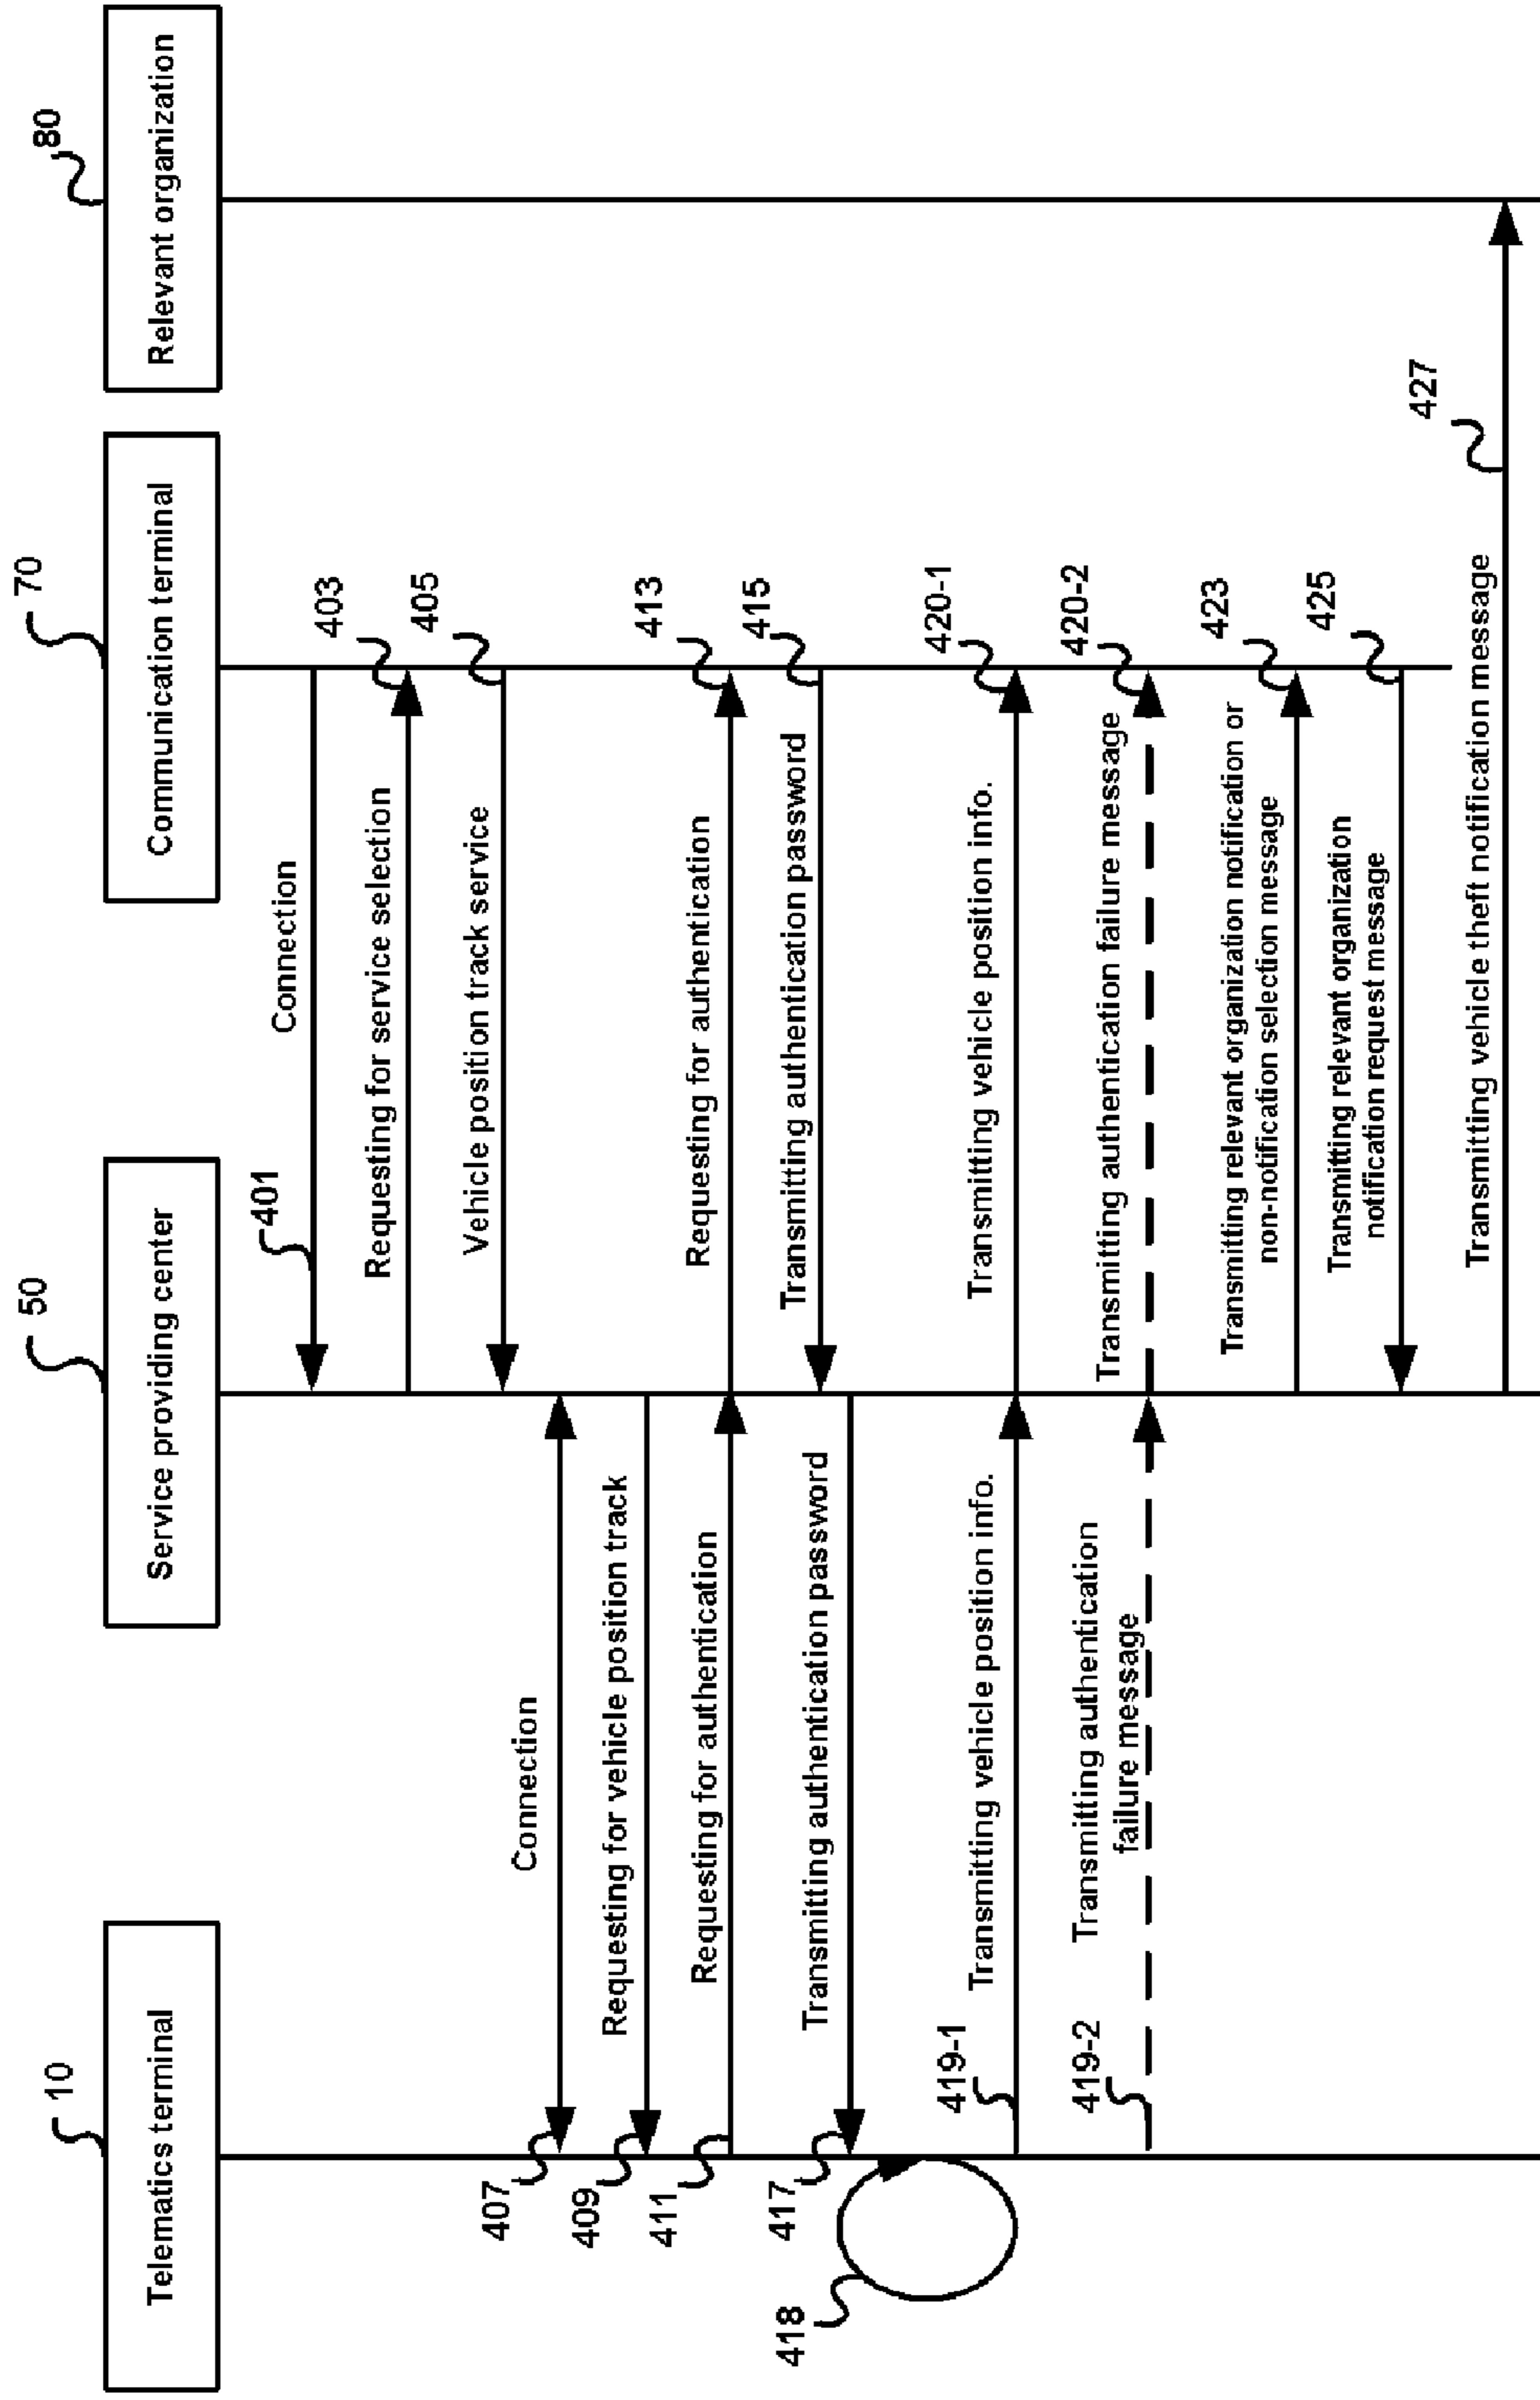 10
50
70
80
Telematics terminal
Service providing center
Communication terminal
Relevant organization
401
Connection
403
Requesting for service selection
405
Vehicle position track service
407
Connection
409
Requesting for vehicle position track
411
Requesting for authentication
Requesting for authentication
413
Transmitting authentication password
415
417
Transmitting authentication password
418
419-1
Transmitting vehicle position info.
Transmitting vehicle position info.
420-1
419-2
Transmitting authentication
failure message
Transmitting authentication failure message
420-2
Transmitting relevant organization notification or
non-notification selection message
423
Transmitting relevant organization
notification request message
425
Transmitting vehicle theft notification message
427